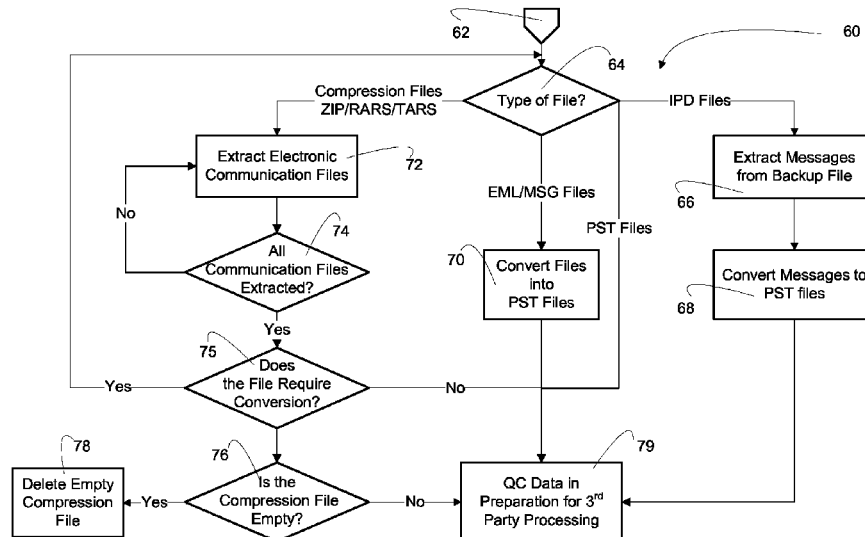 62
60
64
Compression Files
ZIP/RARS/TARS
Type of File?
IPD Files
Extract Electronic
Communication Files
72
Extract Messages
from Backup File
66
No
EML/MSG Files
PST Files
74
All
Communication Files
Extracted?
70
Convert Files
into
PST Files
Convert Messages to
PST files
68
Yes
75
Does
the File Require
Conversion?
Yes
No
78
76
79
Delete Empty
Compression
File
Yes
Is the
Compression File
Empty?
No
QC Data in
Preparation for 3rd
Party Processing